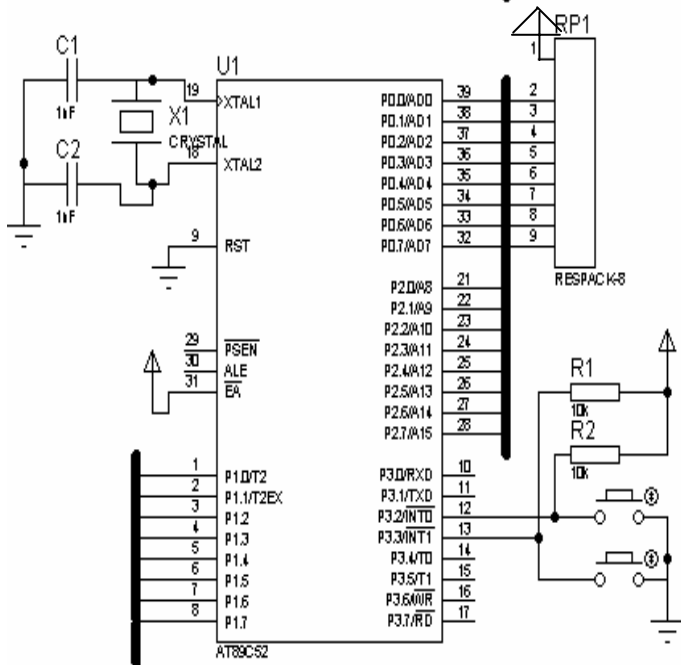 C1
1nF
C2
1nF
X1
CRYSTAL
U1
19
XTAL1
18
XTAL2
9
RST
29
PSEN
30
ALE
31
EA
1
P1.0/T2
2
P1.1/T2EX
3
P1.2
4
P1.3
5
P1.4
6
P1.5
7
P1.6
8
P1.7
P0.0/AD0
39
P0.1/AD1
38
P0.2/AD2
37
P0.3/AD3
36
P0.4/AD4
35
P0.5/AD5
34
P0.6/AD6
33
P0.7/AD7
32
P2.0/A8
21
P2.1/A9
22
P2.2/A10
23
P2.3/A11
24
P2.4/A12
25
P2.5/A13
26
P2.6/A14
27
P2.7/A15
28
P3.0/RXD
10
P3.1/TXD
11
P3.2/INT0
12
P3.3/INT1
13
P3.4/T0
14
P3.5/T1
15
P3.6/WR
16
P3.7/RD
17
AT89C52
RP1
1
2
3
4
5
6
7
8
9
RESPACK-8
R1
10k
R2
10k